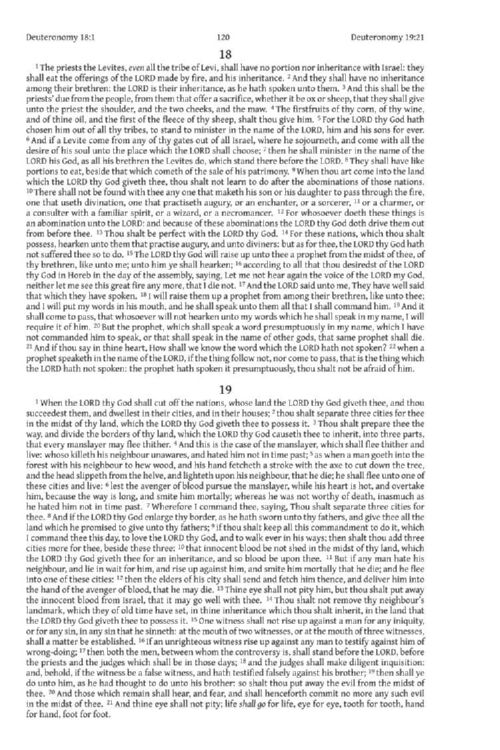 Deuteronomy 18:1 120 Deuteronomy 19:21
18
1 The priests the Levites, even all the tribe of Levi, shall have no portion nor inheritance with Israel: they
shall eat the offerings of the LORD made by fire, and his inheritance. 2 And they shall have no inheritance
among their brethren: the LORD is their inheritance, as he hath spoken unto them. 3 And this shall be the
priests' due from the people, from them that offer a sacrifice, whether it be ox or sheep, that they shall give
unto the priest the shoulder, and the two cheeks, and the maw. 4 The firstfruits of thy corn, of thy wine,
and of thine oil, and the first of the fleece of thy sheep, shalt thou give him. 5 For the LORD thy God hath
chosen him out of all thy tribes, to stand to minister in the name of the LORD, him and his sons for ever.
6 And if a Levite come from any of thy gates out of all Israel, where he sojourneth, and come with all the
desire of his soul unto the place which the LORD shall choose; 7 then he shall minister in the name of the
LORD his God, as all his brethren the Levites do, which stand there before the LORD. 8 They shall have like
portions to eat, beside that which cometh of the sale of his patrimony. 9 When thou art come into the land
which the LORD thy God giveth thee, thou shalt not learn to do after the abominations of those nations.
10 There shall not be found with thee any one that maketh his son or his daughter to pass through the fire,
one that useth divination, one that practiseth augury, or an enchanter, or a sorcerer, 11 or a charmer, or
a consulter with a familiar spirit, or a wizard, or a necromancer. 12 For whosoever doeth these things is
an abomination unto the LORD: and because of these abominations the LORD thy God doth drive them out
from before thee. 13 Thou shalt be perfect with the LORD thy God. 14 For these nations, which thou shalt
possess, hearken unto them that practise augury, and unto diviners: but as for thee, the LORD thy God hath
not suffered thee so to do. 15 The LORD thy God will raise up unto thee a prophet from the midst of thee, of
thy brethren, like unto me; unto him ye shall hearken; 16 according to all that thou desiredst of the LORD
thy God in Horeb in the day of the assembly, saying, Let me not hear again the voice of the LORD my God,
neither let me see this great fire any more, that I die not. 17 And the LORD said unto me, They have well said
that which they have spoken. 18 I will raise them up a prophet from among their brethren, like unto thee;
and I will put my words in his mouth, and he shall speak unto them all that I shall command him. 19 And it
shall come to pass, that whosoever will not hearken unto my words which he shall speak in my name, I will
require it of him. 20 But the prophet, which shall speak a word presumptuously in my name, which I have
not commanded him to speak, or that shall speak in the name of other gods, that same prophet shall die.
21 And if thou say in thine heart, How shall we know the word which the LORD hath not spoken? 22 when a
prophet speaketh in the name of the LORD, if the thing follow not, nor come to pass, that is the thing which
the LORD hath not spoken: the prophet hath spoken it presumptuously, thou shalt not be afraid of him.
19
1 When the LORD thy God shall cut off the nations, whose land the LORD thy God giveth thee, and thou
succeedest them, and dwellest in their cities, and in their houses; 2 thou shalt separate three cities for thee
in the midst of thy land, which the LORD thy God giveth thee to possess it. 3 Thou shalt prepare thee the
way, and divide the borders of thy land, which the LORD thy God causeth thee to inherit, into three parts,
that every manslayer may flee thither. 4 And this is the case of the manslayer, which shall flee thither and
live: whoso killeth his neighbour unawares, and hated him not in time past; 5 as when a man goeth into the
forest with his neighbour to hew wood, and his hand fetcheth a stroke with the axe to cut down the tree,
and the head slippeth from the helve, and lighteth upon his neighbour, that he die; he shall flee unto one of
these cities and live: 6 lest the avenger of blood pursue the manslayer, while his heart is hot, and overtake
him, because the way is long, and smite him mortally; whereas he was not worthy of death, inasmuch as
he hated him not in time past. 7 Wherefore I command thee, saying, Thou shalt separate three cities for
thee. 8 And if the LORD thy God enlarge thy border, as he hath sworn unto thy fathers, and give thee all the
land which he promised to give unto thy fathers; 9 if thou shalt keep all this commandment to do it, which
I command thee this day, to love the LORD thy God, and to walk ever in his ways; then shalt thou add three
cities more for thee, beside these three: 10 that innocent blood be not shed in the midst of thy land, which
the LORD thy God giveth thee for an inheritance, and so blood be upon thee. 11 But if any man hate his
neighbour, and lie in wait for him, and rise up against him, and smite him mortally that he die; and he flee
into one of these cities: 12 then the elders of his city shall send and fetch him thence, and deliver him into
the hand of the avenger of blood, that he may die. 13 Thine eye shall not pity him, but thou shalt put away
the innocent blood from Israel, that it may go well with thee. 14 Thou shalt not remove thy neighbour's
landmark, which they of old time have set, in thine inheritance which thou shalt inherit, in the land that
the LORD thy God giveth thee to possess it. 15 One witness shall not rise up against a man for any iniquity,
or for any sin, in any sin that he sinneth: at the mouth of two witnesses, or at the mouth of three witnesses,
shall a matter be established. 16 If an unrighteous witness rise up against any man to testify against him of
wrong-doing; 17 then both the men, between whom the controversy is, shall stand before the LORD, before
the priests and the judges which shall be in those days; 18 and the judges shall make diligent inquisition:
and, behold, if the witness be a false witness, and hath testified falsely against his brother; 19 then shall ye
do unto him, as he had thought to do unto his brother: so shalt thou put away the evil from the midst of
thee. 20 And those which remain shall hear, and fear, and shall henceforth commit no more any such evil
in the midst of thee. 21 And thine eye shall not pity; life shall go for life, eye for eye, tooth for tooth, hand
for hand, foot for foot.